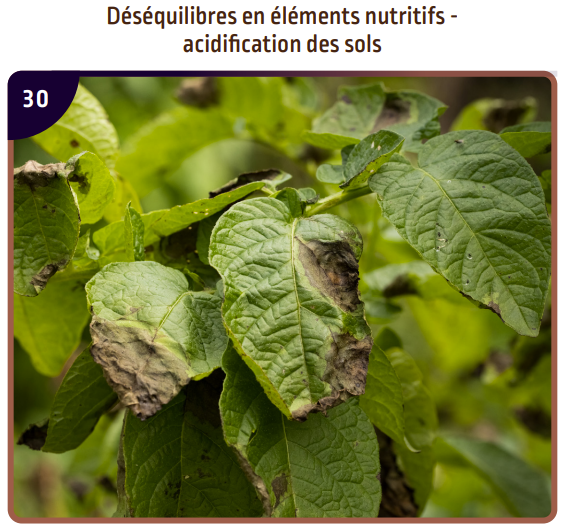 Déséquilibres en éléments nutritifs -
acidification des sols
30